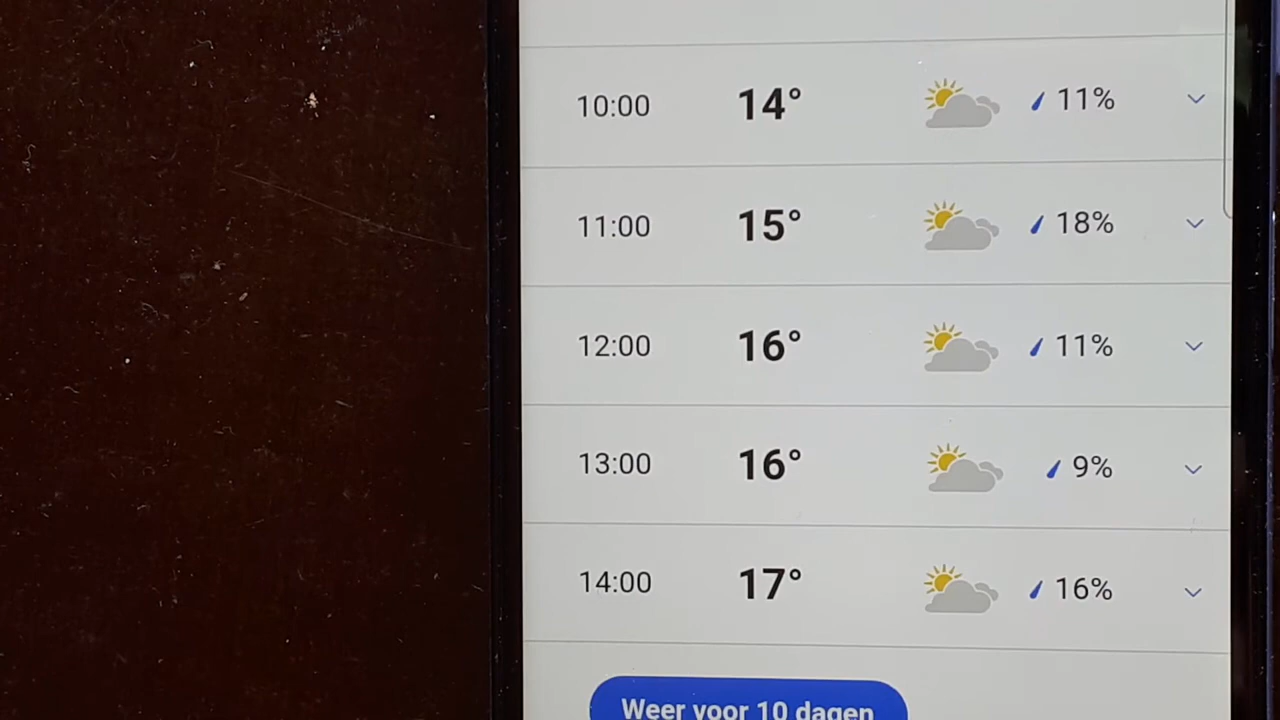 10:00 14° 11%
11:00 15° 18%
12:00 16° 11%
13:00 16° 9%
14:00 17° 16%
Weer voor 10 dagen